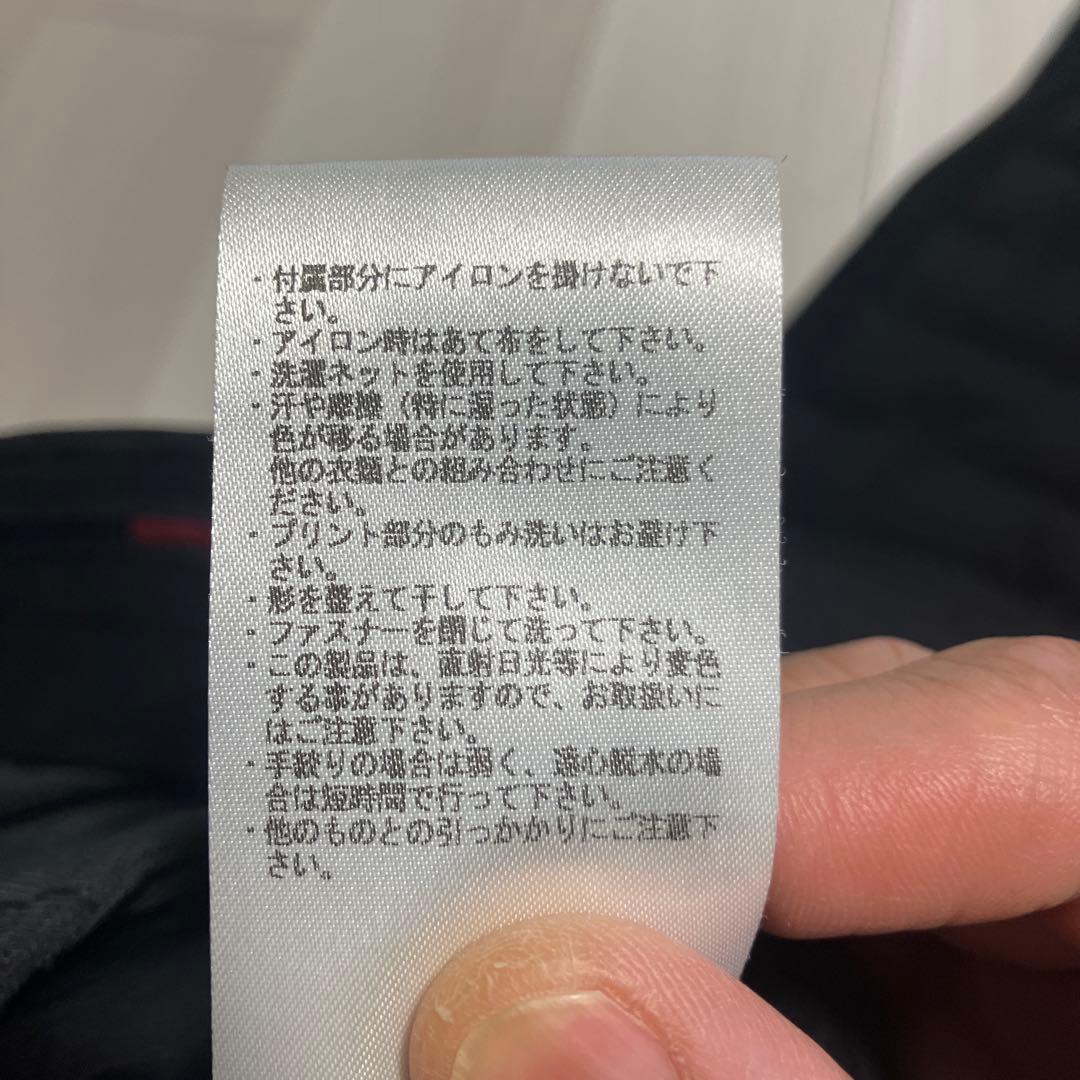 ・付属部分にアイロンを掛けないで下
さい。
・アイロン時はあて布をして下さい。
・洗濯ネットを使用して下さい。
・汗や摩擦（特に湿った状態）により
色が移る場合があります。
他の衣類との組み合わせにご注意く
ださい。
・プリント部分のもみ洗いはお避け下
さい。
・形を整えて干して下さい。
・ファスナーを閉じて洗って下さい。
・この製品は、直射日光等により変色
する事がありますので、お取扱いに
はご注意下さい。
・手絞りの場合は弱く、遠心脱水の場
合は短時間で行って下さい。
・他のものとの引っかかりにご注意下
さい。